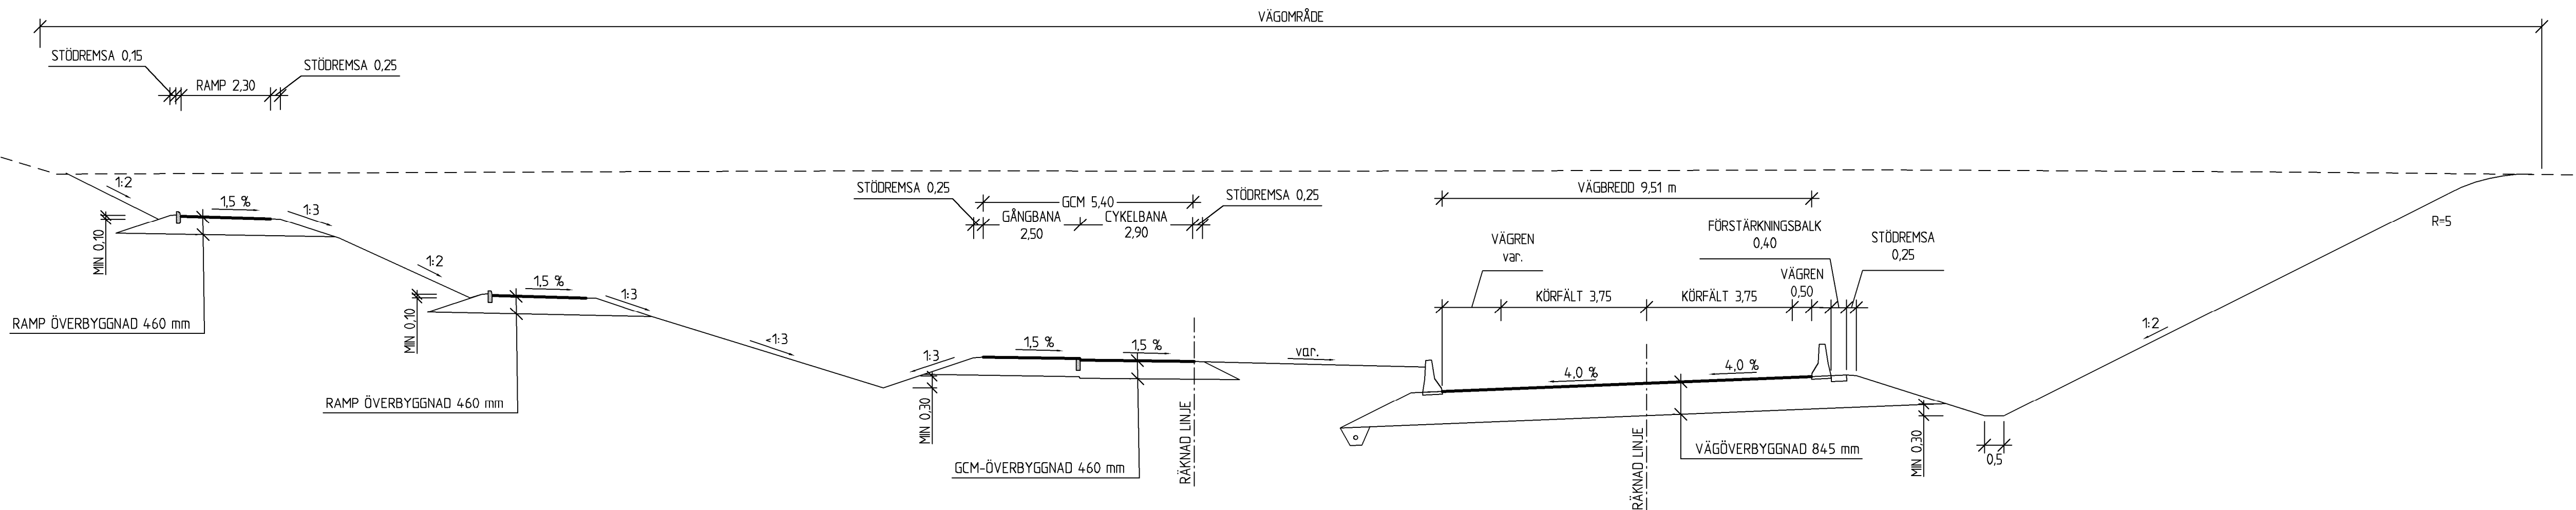 VÄGOMRÅDE
STÖDREMSA 0,15
STÖDREMSA 0,25
RAMP 2,30
1:2
1,5 %
1:3
MIN 0,10
RAMP ÖVERBYGGNAD 460 mm
1:2
1,5 %
1:3
MIN 0,10
RAMP ÖVERBYGGNAD 460 mm
<1:3
STÖDREMSA 0,25
GCM 5,40
STÖDREMSA 0,25
GÅNGBANA
2,50
CYKELBANA
2,90
1:3
1,5 %
1,5 %
MIN 0,30
GCM-ÖVERBYGGNAD 460 mm
RÄKNAD LINJE
var.
VÄGBREDD 9,51 m
VÄGREN
var.
FÖRSTÄRKNINGSBALK
0,40
STÖDREMSA
0,25
VÄGREN
0,50
KÖRFÄLT 3,75
KÖRFÄLT 3,75
4,0 %
4,0 %
RÄKNAD LINJE
VÄGÖVERBYGGNAD 845 mm
MIN 0,30
0,5
1:2
R=5